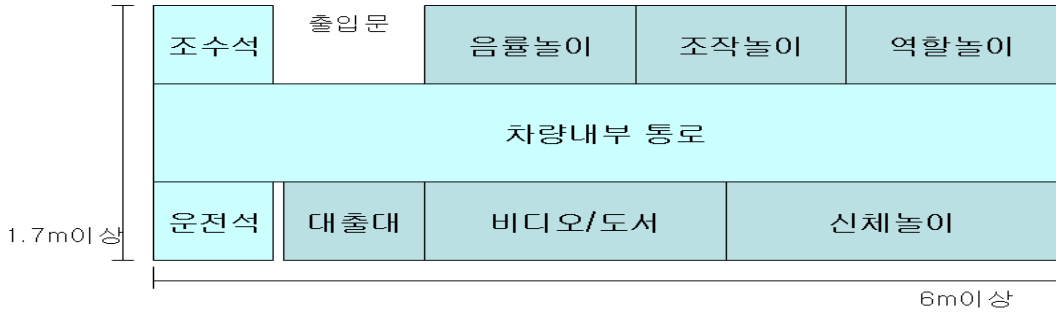 조수석 출입문 음률놀이 조작놀이 역할놀이
차량내부 통로
운전석 대출대 비디오/도서 신체놀이
1.7m이상
6m이상